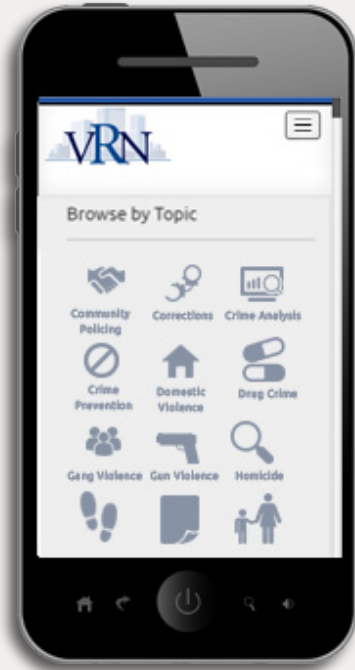 VRN
Browse by Topic
Community
Policing
Corrections
Crime Analysis
Crime
Prevention
Domestic
Violence
Drug Crime
Gang Violence
Gun Violence
Homicide